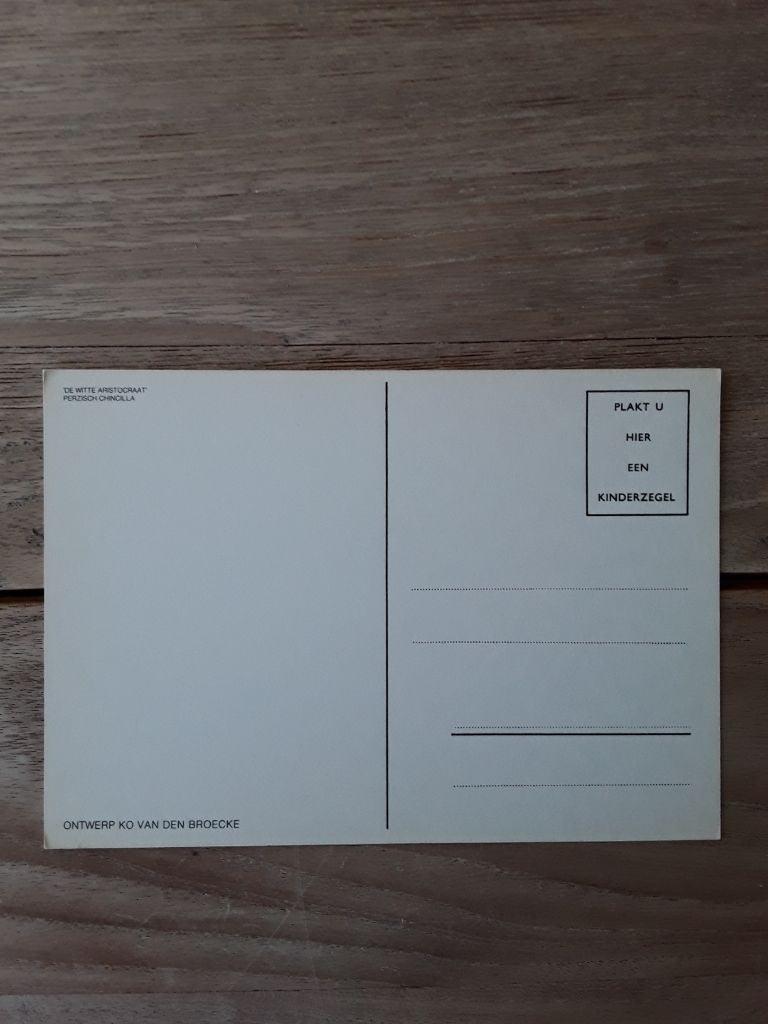 'DE WITTE ARISTOCRAAT'
PERZISCH CHINCILLA
PLAKT U
HIER
EEN
KINDERZEGEL
ONTWERP KO VAN DEN BROECKE